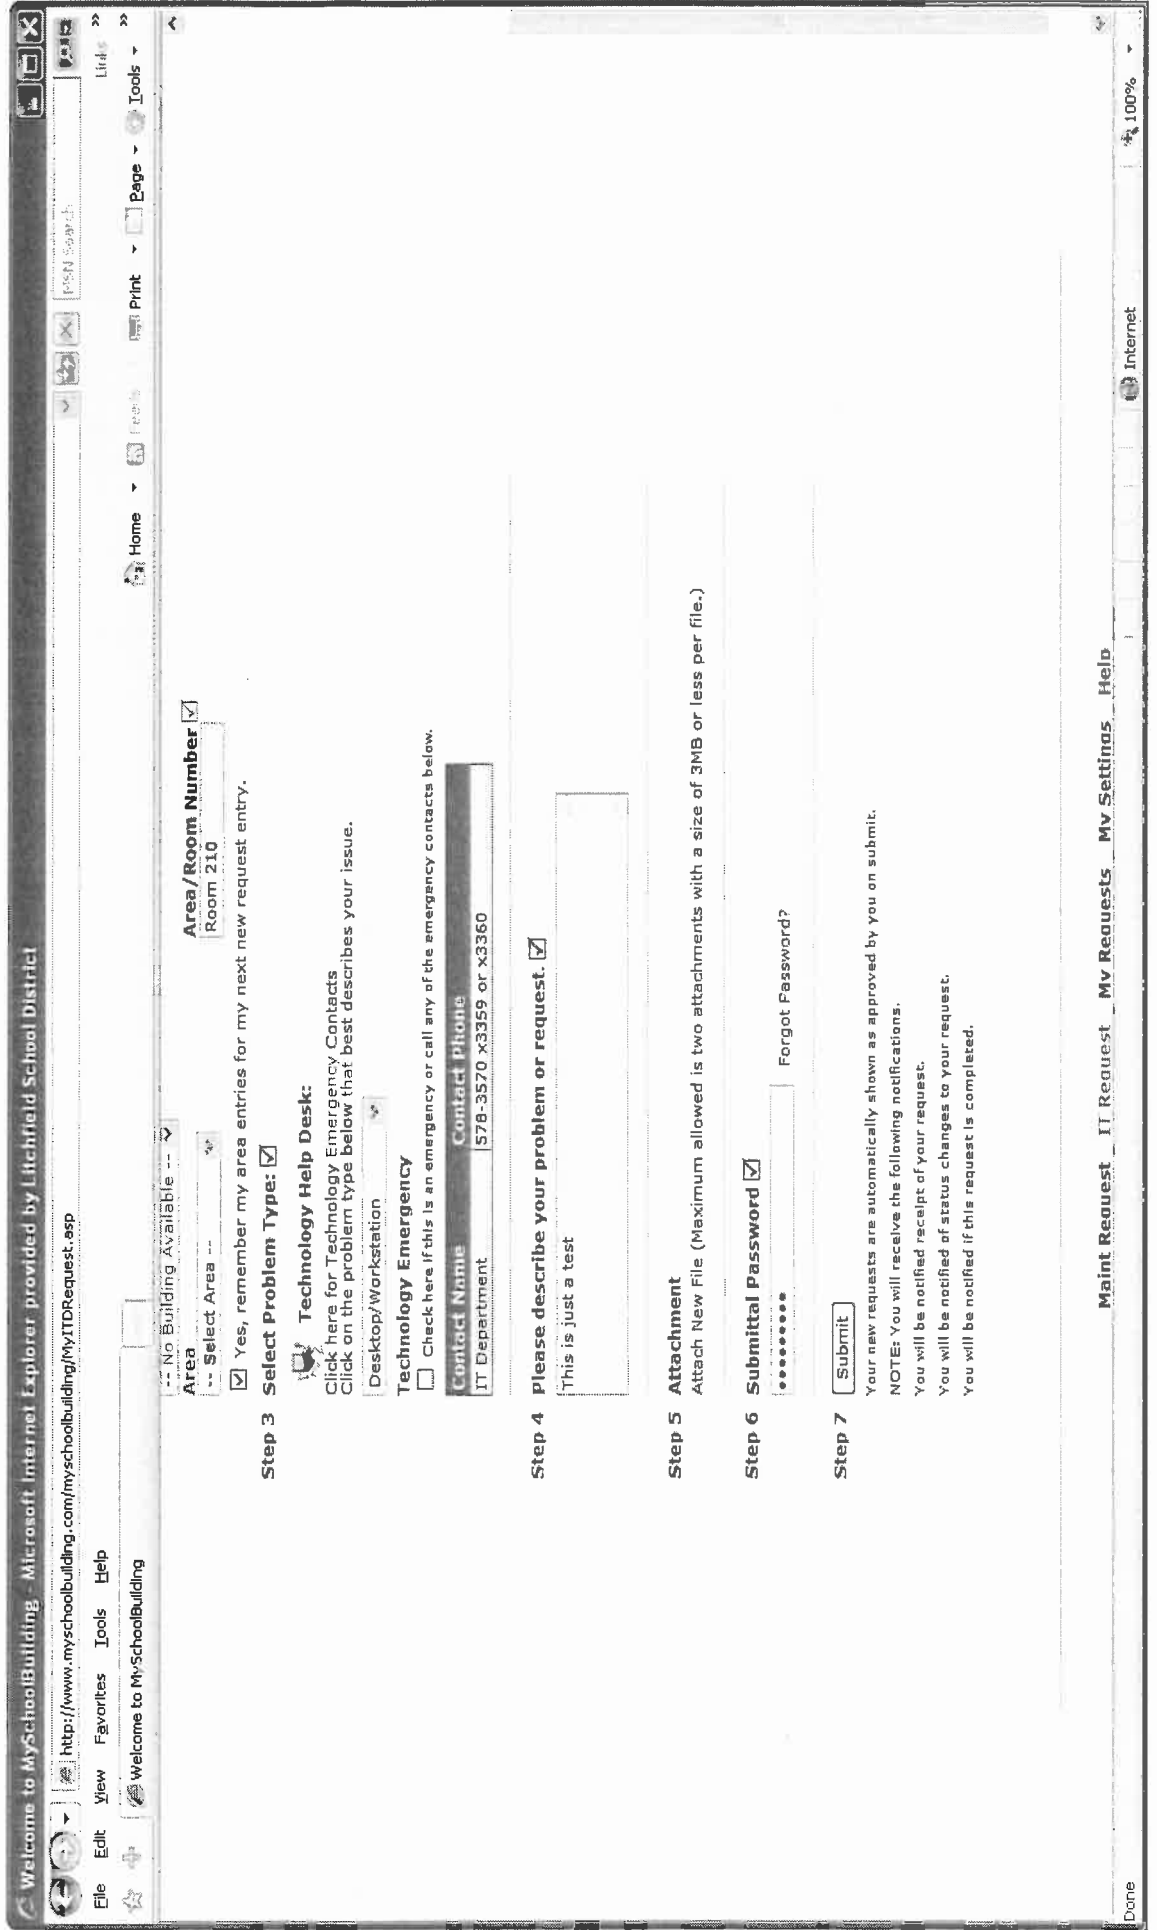 Welcome to MySchoolBuilding - Microsoft Internet Explorer provided by Litchfield School District
http://www.myschoolbuilding.com/myschoolbuilding/MyITDRequest.asp
MSN Search
File Edit View Favorites Tools Help
Links »
Welcome to MySchoolBuilding
Home Feeds Print Page Tools »
-- No Building Available --
Area
Area/Room Number
-- Select Area --
Room 210
Yes, remember my area entries for my next new request entry.
Step 3 Select Problem Type:
Technology Help Desk:
Click here for Technology Emergency Contacts
Click on the problem type below that best describes your issue.
Desktop/Workstation
Technology Emergency
Check here if this is an emergency or call any of the emergency contacts below.
Contact Name Contact Phone
IT Department 578-3570 x3359 or x3360
Step 4 Please describe your problem or request.
This is just a test
Step 5 Attachment
Attach New File (Maximum allowed is two attachments with a size of 3MB or less per file.)
Step 6 Submittal Password
••••••••• Forgot Password?
Step 7 Submit
Your new requests are automatically shown as approved by you on submit.
NOTE: You will receive the following notifications.
You will be notified receipt of your request.
You will be notified of status changes to your request.
You will be notified if this request is completed.
Maint Request IT Request My Requests My Settings Help
Done
Internet
100%